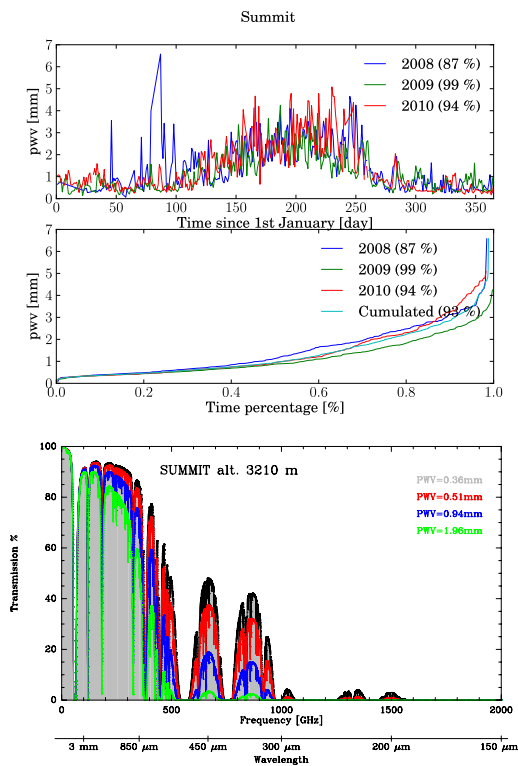 Summit
7
6
5
4
3
2
1
0
pwv [mm]
2008 (87 %)
2009 (99 %)
2010 (94 %)
0 50 100 150 200 250 300 350
Time since 1st January [day]
7
6
5
4
3
2
1
0
pwv [mm]
2008 (87 %)
2009 (99 %)
2010 (94 %)
Cumulated (93 %)
0.0 0.2 0.4 0.6 0.8 1.0
Time percentage [%]
100
80
60
40
20
0
Transmission %
SUMMIT alt. 3210 m
PWV=0.36mm
PWV=0.51mm
PWV=0.94mm
PWV=1.96mm
0 500 1000 1500 2000
Frequency [GHz]
3 mm 850 μm 450 μm 300 μm 200 μm 150 μm
Wavelength